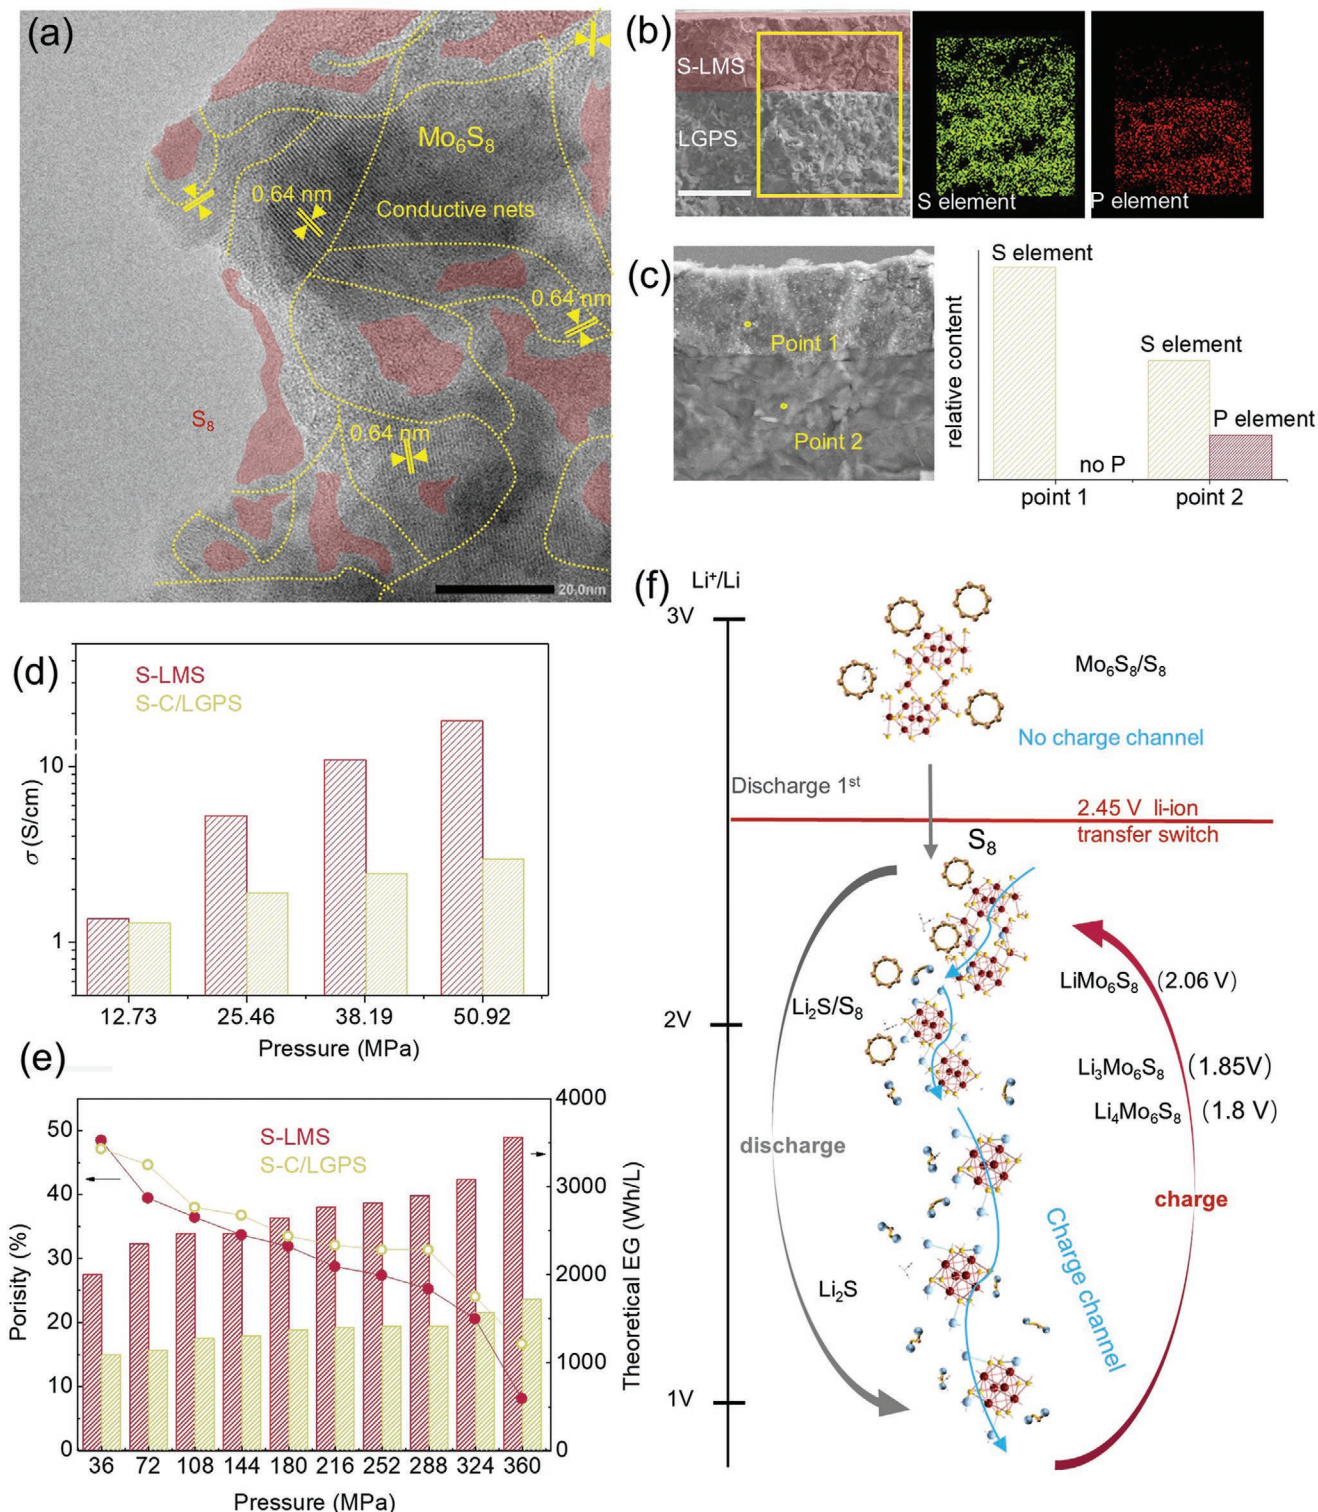 (a)
Mo₆S₈
0.64 nm
Conductive nets
0.64 nm
S₈
0.64 nm
20.0nm
(b)
S-LMS
LGPS
S element
P element
(c)
Point 1
Point 2
relative content
S element
S element
P element
no P
point 1
point 2
(d)
S-LMS
S-C/LGPS
σ (S/cm)
10
1
12.73
25.46
38.19
50.92
Pressure (MPa)
(e)
S-LMS
S-C/LGPS
Porisity (%)
50
40
30
20
10
0
Theoretical EG (Wh/L)
4000
3000
2000
1000
0
36
72
108
144
180
216
252
288
324
360
Pressure (MPa)
(f)
Li⁺/Li
3V
Mo₆S₈/S₈
No charge channel
Discharge 1ˢᵗ
2.45 V li-ion
transfer switch
S₈
LiMo₆S₈ (2.06 V)
Li₂S/S₈
2V
Li₃Mo₆S₈ (1.85V)
Li₄Mo₆S₈ (1.8 V)
discharge
charge
Charge channel
Li₂S
1V